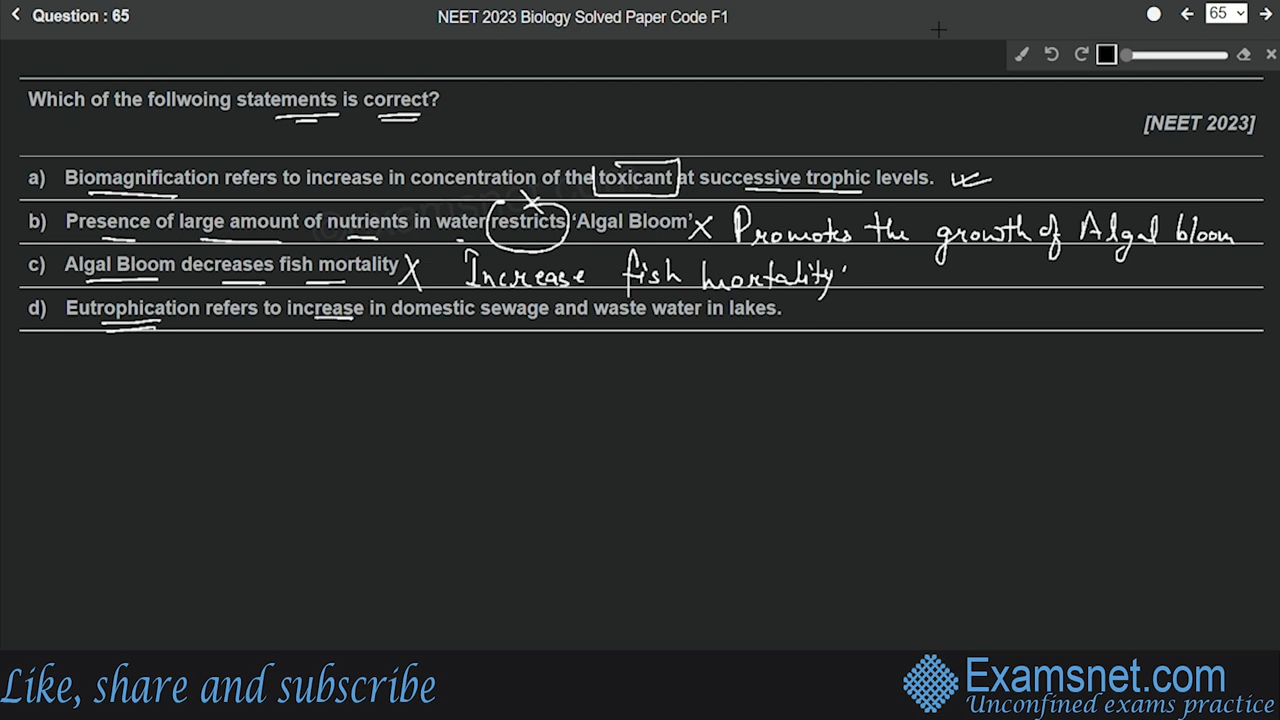 Question : 65
NEET 2023 Biology Solved Paper Code F1
65
Which of the follwoing statements is correct?
[NEET 2023]
a) Biomagnification refers to increase in concentration of the toxicant at successive trophic levels.
b) Presence of large amount of nutrients in water restricts 'Algal Bloom' X Promotes the growth of Algal bloom
c) Algal Bloom decreases fish mortality X Increase fish mortality.
d) Eutrophication refers to increase in domestic sewage and waste water in lakes.
Like, share and subscribe
Examsnet.com
Unconfined exams practice